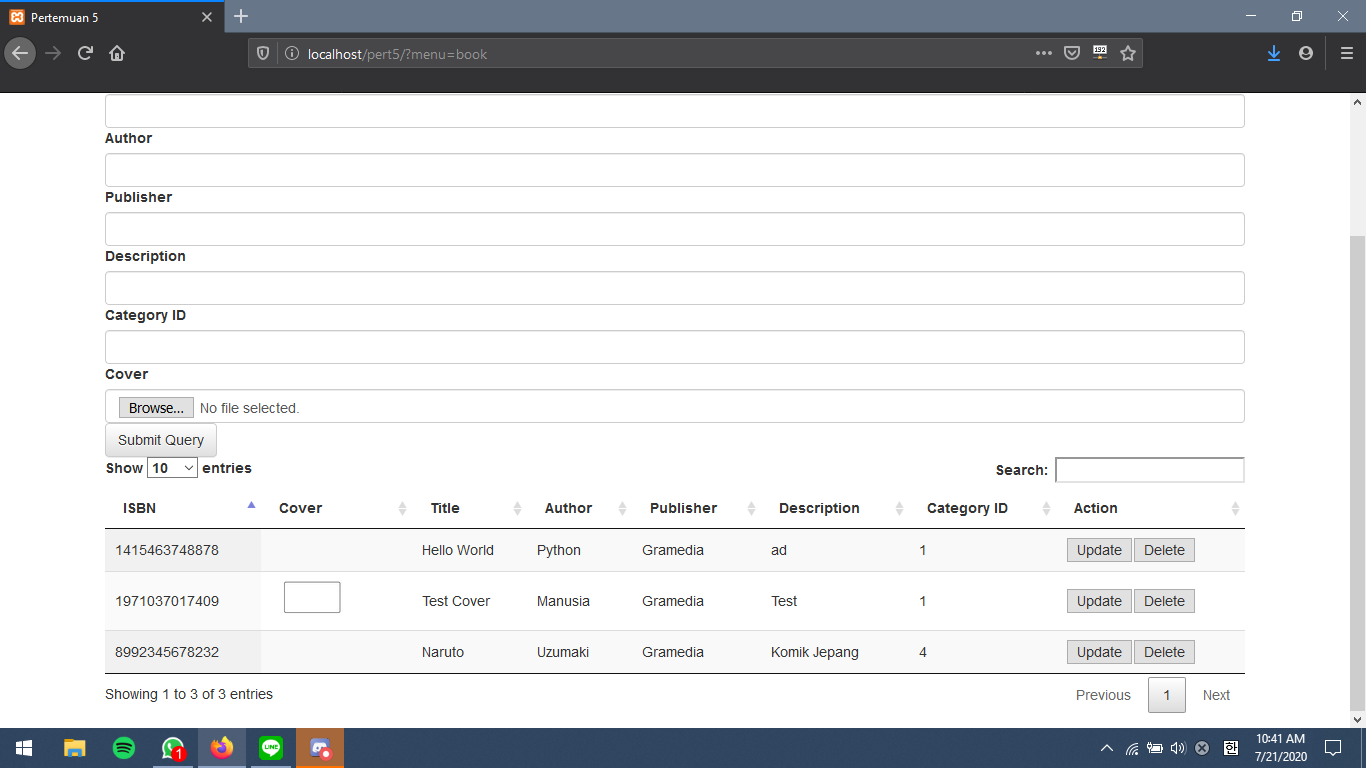 Pertemuan 5
localhost/pert5/?menu=book
192
Author
Publisher
Description
Category ID
Cover
Browse... No file selected.
Submit Query
Show 10 entries Search:
ISBN Cover Title Author Publisher Description Category ID Action
1415463748878 Hello World Python Gramedia ad 1 Update Delete
1971037017409 Test Cover Manusia Gramedia Test 1 Update Delete
8992345678232 Naruto Uzumaki Gramedia Komik Jepang 4 Update Delete
Showing 1 to 3 of 3 entries Previous 1 Next
1 LINE 한 10:41 AM
7/21/2020